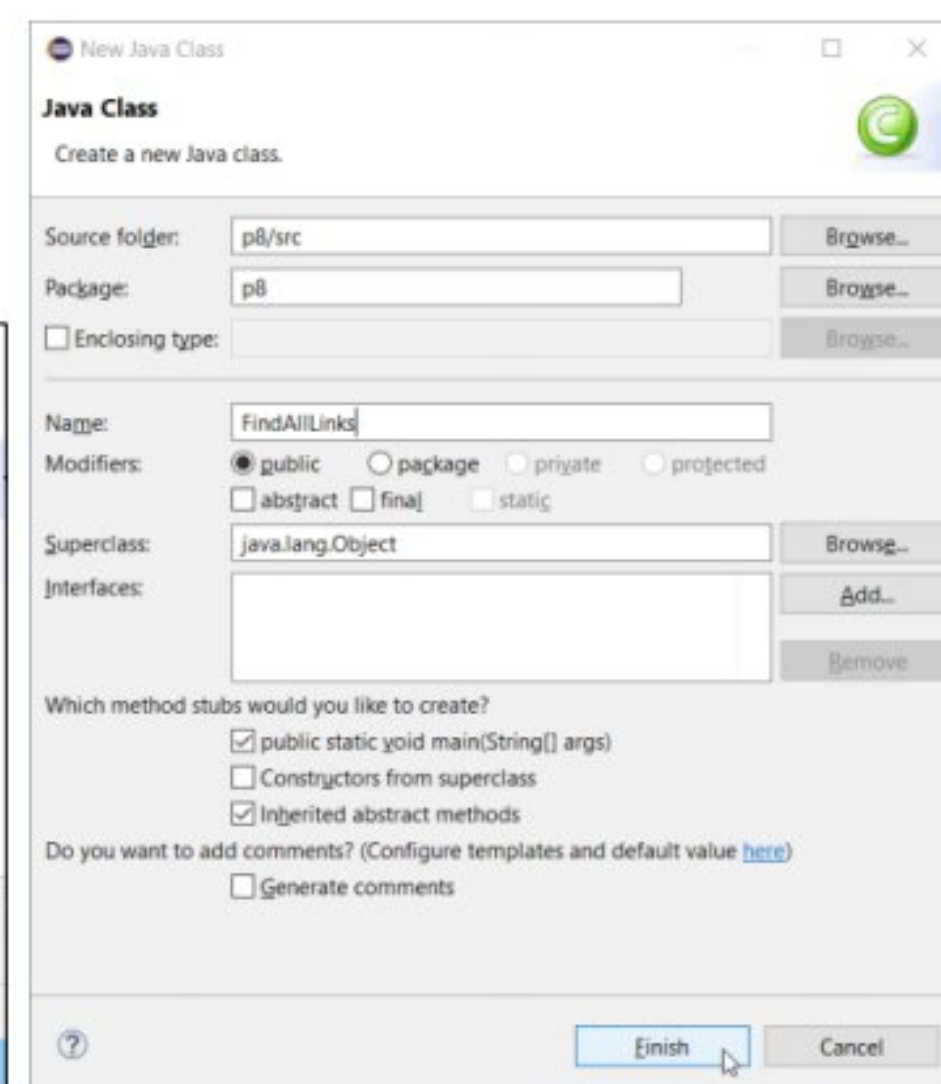 New Java Class
Java Class
Create a new Java class.
Source folder: p8/src Browse...
Package: p8 Browse...
Enclosing type: Browse...
Name: FindAllLinks
Modifiers: public package private protected
abstract final static
Superclass: java.lang.Object Browse...
Interfaces: Add...
Remove
Which method stubs would you like to create?
public static void main(String[] args)
Constructors from superclass
Inherited abstract methods
Do you want to add comments? (Configure templates and default value here)
Generate comments
? Finish Cancel